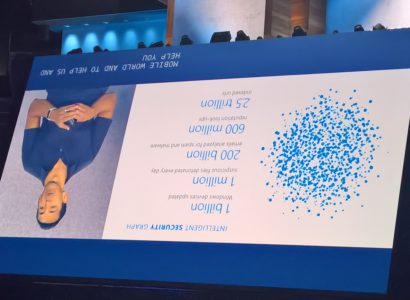 INTELLIGENT SECURITY GRAPH
1 billion
Windows devices updated
1 million
suspicious files detonated every day
200 billion
emails analyzed for spam and malware
600 million
reputation look-ups
25 trillion
indexed urls
MOBILE WORLD AND TO HELP US AND
HELP YOU